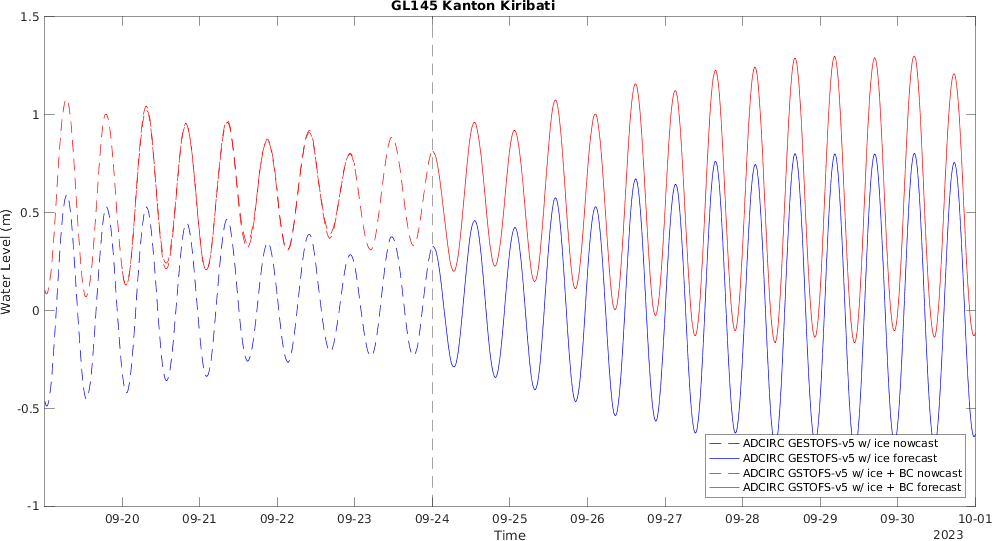 GL145 Kanton Kiribati
1.5
1
0.5
0
-0.5
-1
Water Level (m)
09-20 09-21 09-22 09-23 09-24 09-25 09-26 09-27 09-28 09-29 09-30 10-01
Time
2023
ADCIRC GESTOFS-v5 w/ ice nowcast
ADCIRC GESTOFS-v5 w/ ice forecast
ADCIRC GSTOFS-v5 w/ ice + BC nowcast
ADCIRC GSTOFS-v5 w/ ice + BC forecast